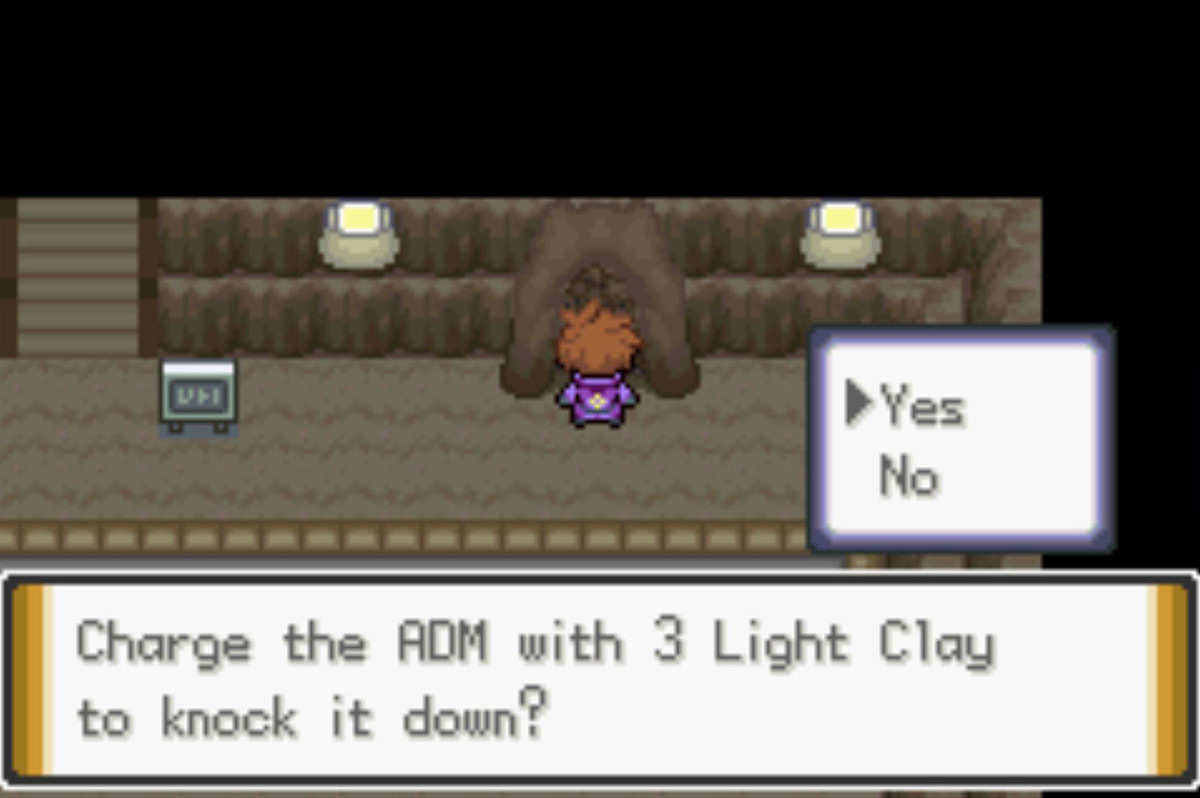 Yes
No
Charge the ADM with 3 Light Clay
to knock it down?